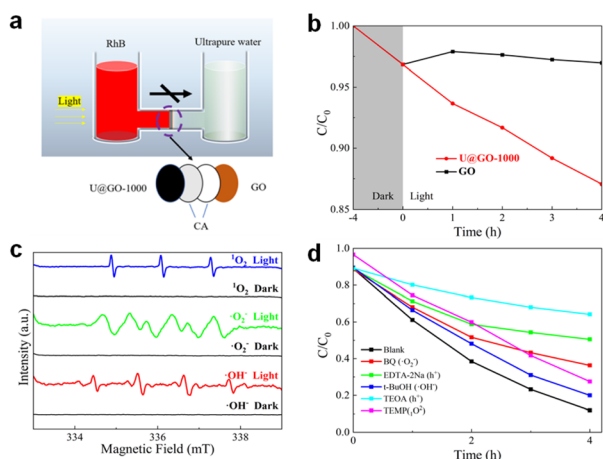 a
RhB
Ultrapure water
Light
U@GO-1000
GO
CA
b
1.00
0.95
0.90
0.85
C/C₀
Dark
Light
U@GO-1000
GO
-4
0
1
2
3
4
Time (h)
c
¹O₂ Light
¹O₂ Dark
·O₂⁻ Light
·O₂⁻ Dark
·OH⁻ Light
·OH⁻ Dark
Intensity (a.u.)
334
336
338
Magnetic Field (mT)
d
1.0
0.8
0.6
0.4
0.2
0.0
C/C₀
Blank
BQ (·O₂⁻)
EDTA-2Na (h⁺)
t-BuOH (·OH⁻)
TEOA (h⁺)
TEMP(₁O²)
0
2
4
Time (h)